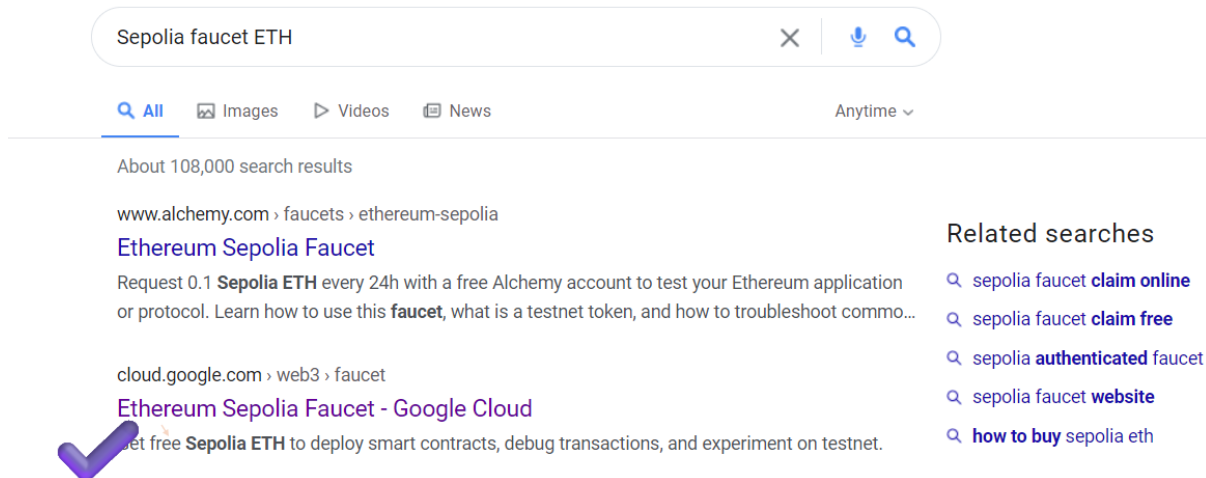 Sepolia faucet ETH
All Images Videos News Anytime
About 108,000 search results
www.alchemy.com › faucets › ethereum-sepolia
Ethereum Sepolia Faucet
Request 0.1 Sepolia ETH every 24h with a free Alchemy account to test your Ethereum application
or protocol. Learn how to use this faucet, what is a testnet token, and how to troubleshoot commo...
cloud.google.com › web3 › faucet
Ethereum Sepolia Faucet - Google Cloud
free Sepolia ETH to deploy smart contracts, debug transactions, and experiment on testnet.
Related searches
sepolia faucet claim online
sepolia faucet claim free
sepolia authenticated faucet
sepolia faucet website
how to buy sepolia eth